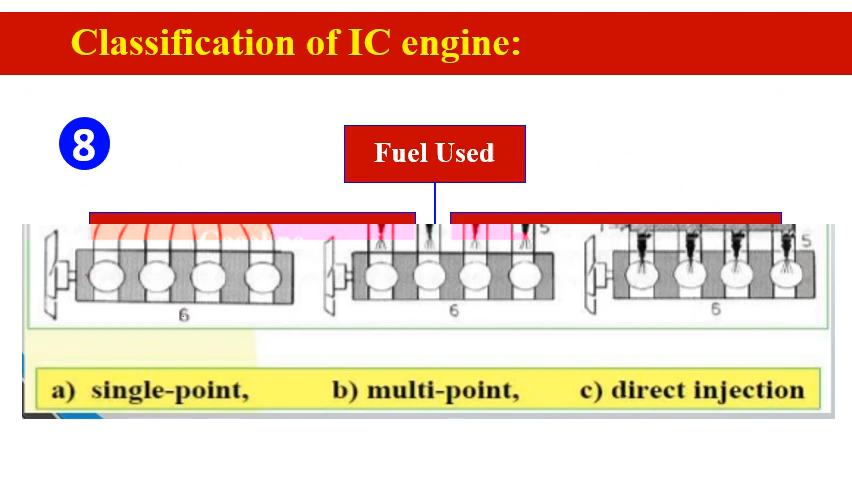 Classification of IC engine:
8
Fuel Used
5
5
6
6
6
a) single-point, b) multi-point, c) direct injection